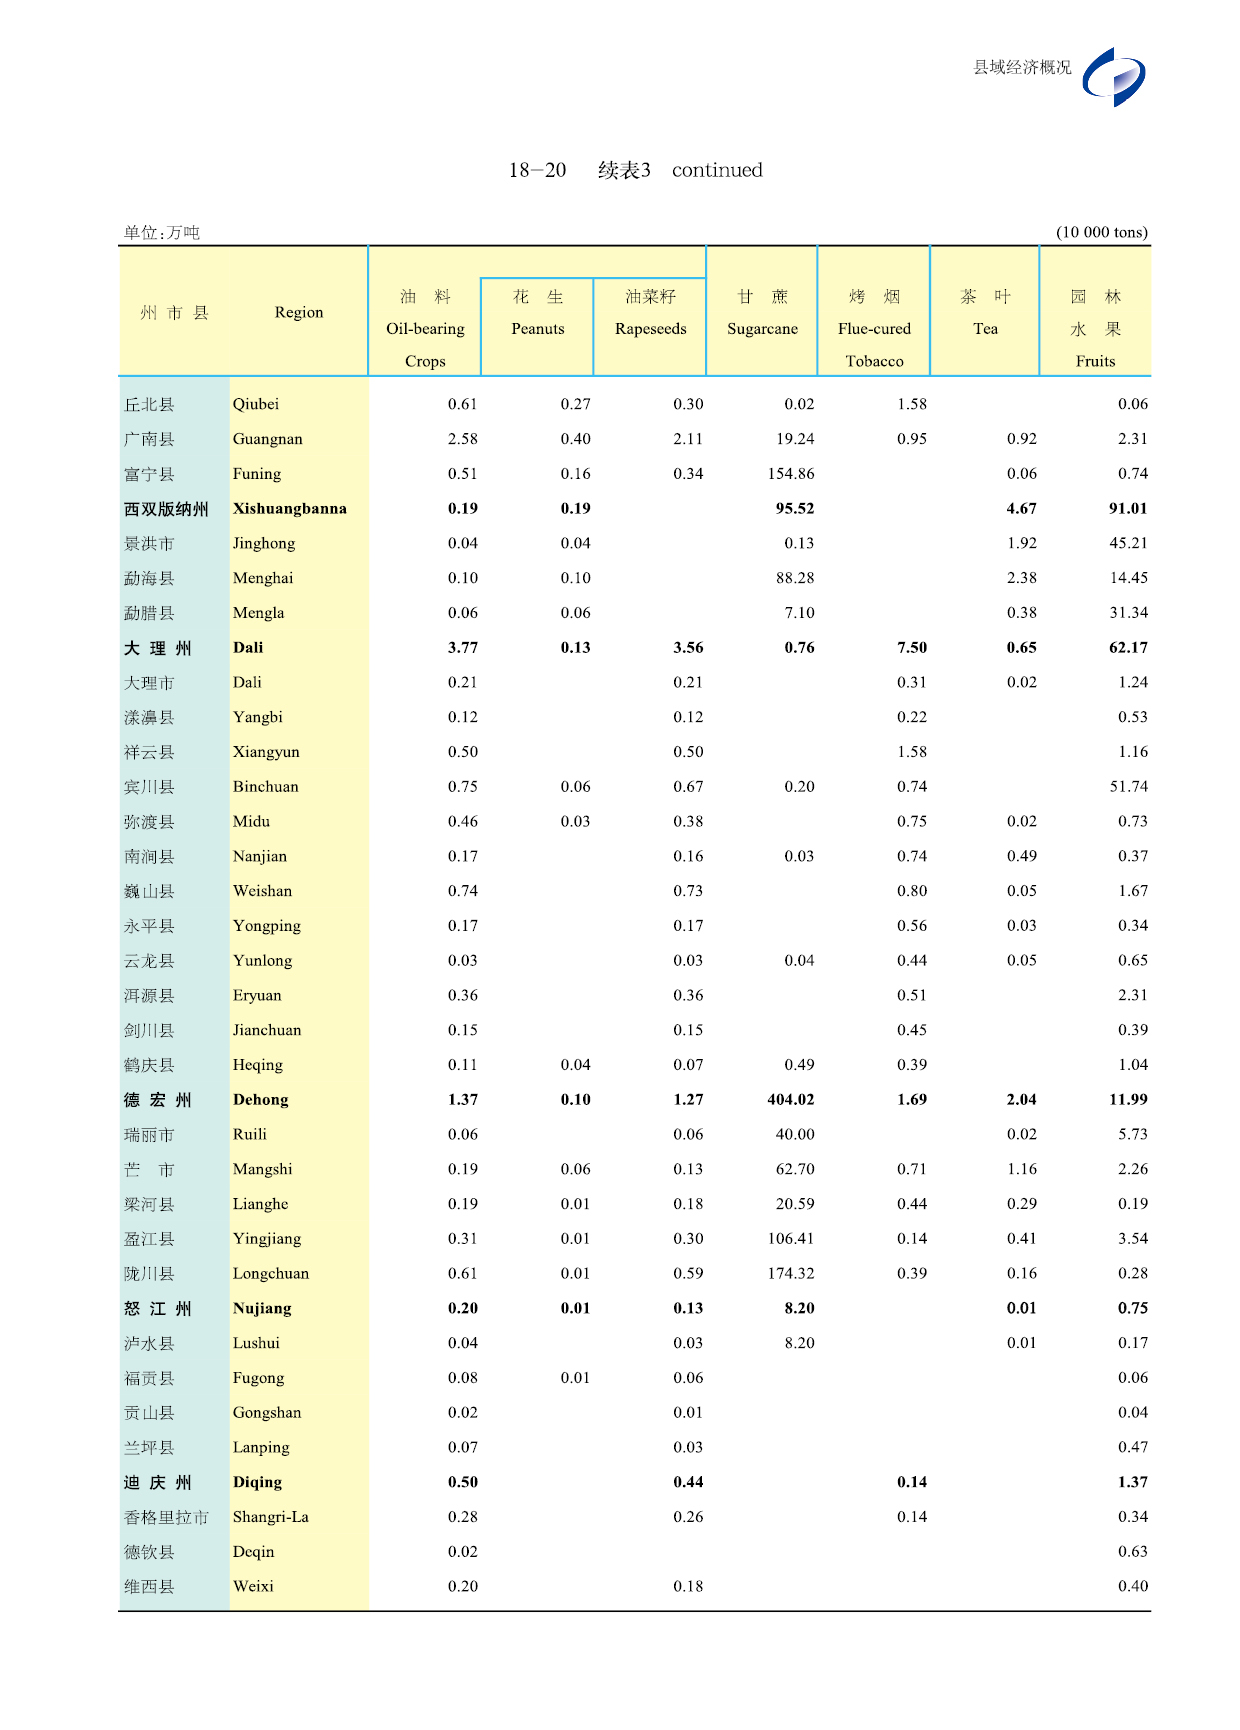 县域经济概况
18-20 续表3 continued
单位:万吨 (10 000 tons)
油 料 花 生 油菜籽 甘 蔗 烤 烟 茶 叶 园 林
州 市 县 Region
Oil-bearing Peanuts Rapeseeds Sugarcane Flue-cured Tea 水 果
Crops Tobacco Fruits
丘北县 Qiubei 0.61 0.27 0.30 0.02 1.58 0.06
广南县 Guangnan 2.58 0.40 2.11 19.24 0.95 0.92 2.31
富宁县 Funing 0.51 0.16 0.34 154.86 0.06 0.74
西双版纳州 Xishuangbanna 0.19 0.19 95.52 4.67 91.01
景洪市 Jinghong 0.04 0.04 0.13 1.92 45.21
勐海县 Menghai 0.10 0.10 88.28 2.38 14.45
勐腊县 Mengla 0.06 0.06 7.10 0.38 31.34
大 理 州 Dali 3.77 0.13 3.56 0.76 7.50 0.65 62.17
大理市 Dali 0.21 0.21 0.31 0.02 1.24
漾濞县 Yangbi 0.12 0.12 0.22 0.53
祥云县 Xiangyun 0.50 0.50 1.58 1.16
宾川县 Binchuan 0.75 0.06 0.67 0.20 0.74 51.74
弥渡县 Midu 0.46 0.03 0.38 0.75 0.02 0.73
南涧县 Nanjian 0.17 0.16 0.03 0.74 0.49 0.37
巍山县 Weishan 0.74 0.73 0.80 0.05 1.67
永平县 Yongping 0.17 0.17 0.56 0.03 0.34
云龙县 Yunlong 0.03 0.03 0.04 0.44 0.05 0.65
洱源县 Eryuan 0.36 0.36 0.51 2.31
剑川县 Jianchuan 0.15 0.15 0.45 0.39
鹤庆县 Heqing 0.11 0.04 0.07 0.49 0.39 1.04
德 宏 州 Dehong 1.37 0.10 1.27 404.02 1.69 2.04 11.99
瑞丽市 Ruili 0.06 0.06 40.00 0.02 5.73
芒 市 Mangshi 0.19 0.06 0.13 62.70 0.71 1.16 2.26
梁河县 Lianghe 0.19 0.01 0.18 20.59 0.44 0.29 0.19
盈江县 Yingjiang 0.31 0.01 0.30 106.41 0.14 0.41 3.54
陇川县 Longchuan 0.61 0.01 0.59 174.32 0.39 0.16 0.28
怒 江 州 Nujiang 0.20 0.01 0.13 8.20 0.01 0.75
泸水县 Lushui 0.04 0.03 8.20 0.01 0.17
福贡县 Fugong 0.08 0.01 0.06 0.06
贡山县 Gongshan 0.02 0.01 0.04
兰坪县 Lanping 0.07 0.03 0.47
迪 庆 州 Diqing 0.50 0.44 0.14 1.37
香格里拉市 Shangri-La 0.28 0.26 0.14 0.34
德钦县 Deqin 0.02 0.63
维西县 Weixi 0.20 0.18 0.40